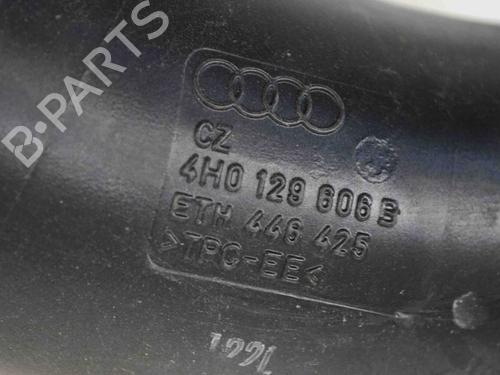 B-PARTS
CZ
4H0 129 606 B
ETH 446 425
>TPC-EE<